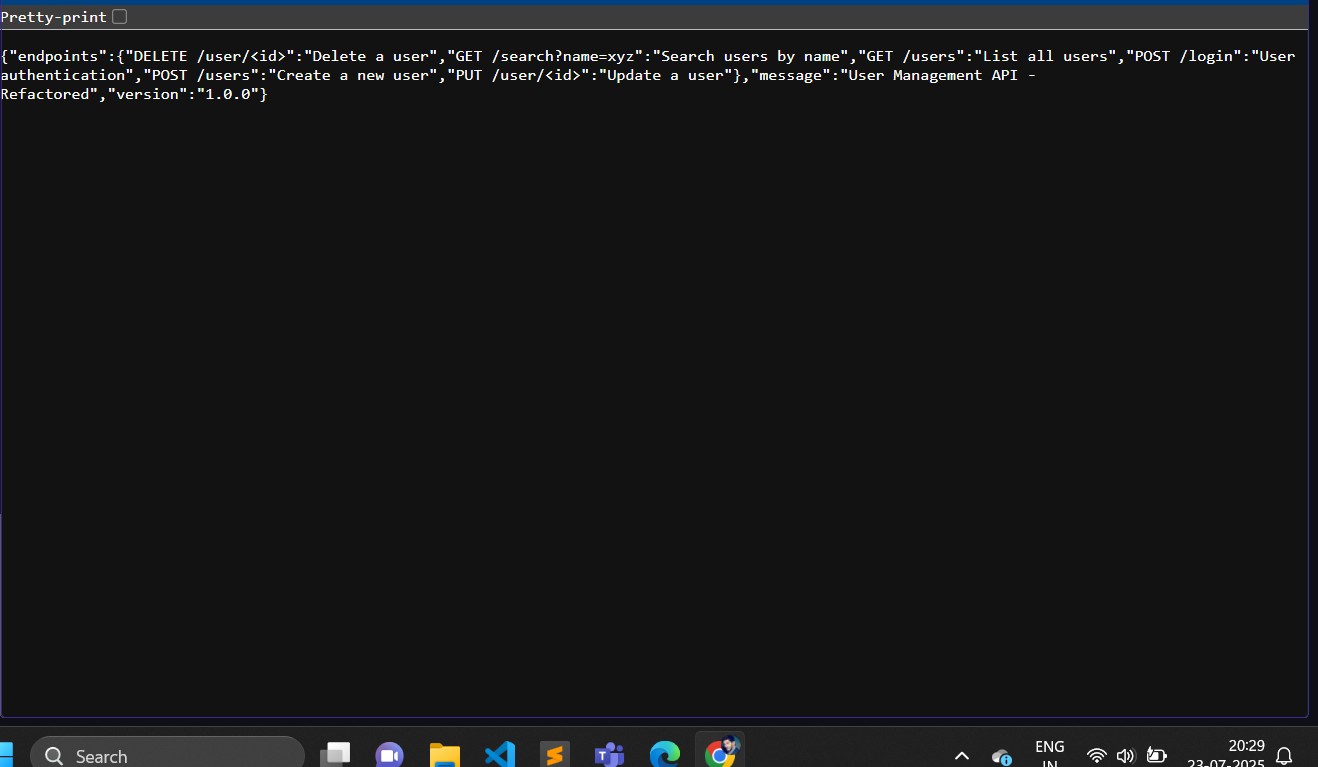 Pretty-print
{"endpoints":{"DELETE /user/<id>":"Delete a user","GET /search?name=xyz":"Search users by name","GET /users":"List all users","POST /login":"User
authentication","POST /users":"Create a new user","PUT /user/<id>":"Update a user"},"message":"User Management API -
Refactored","version":"1.0.0"}
Search
ENG
IN
20:29
23-07-2025